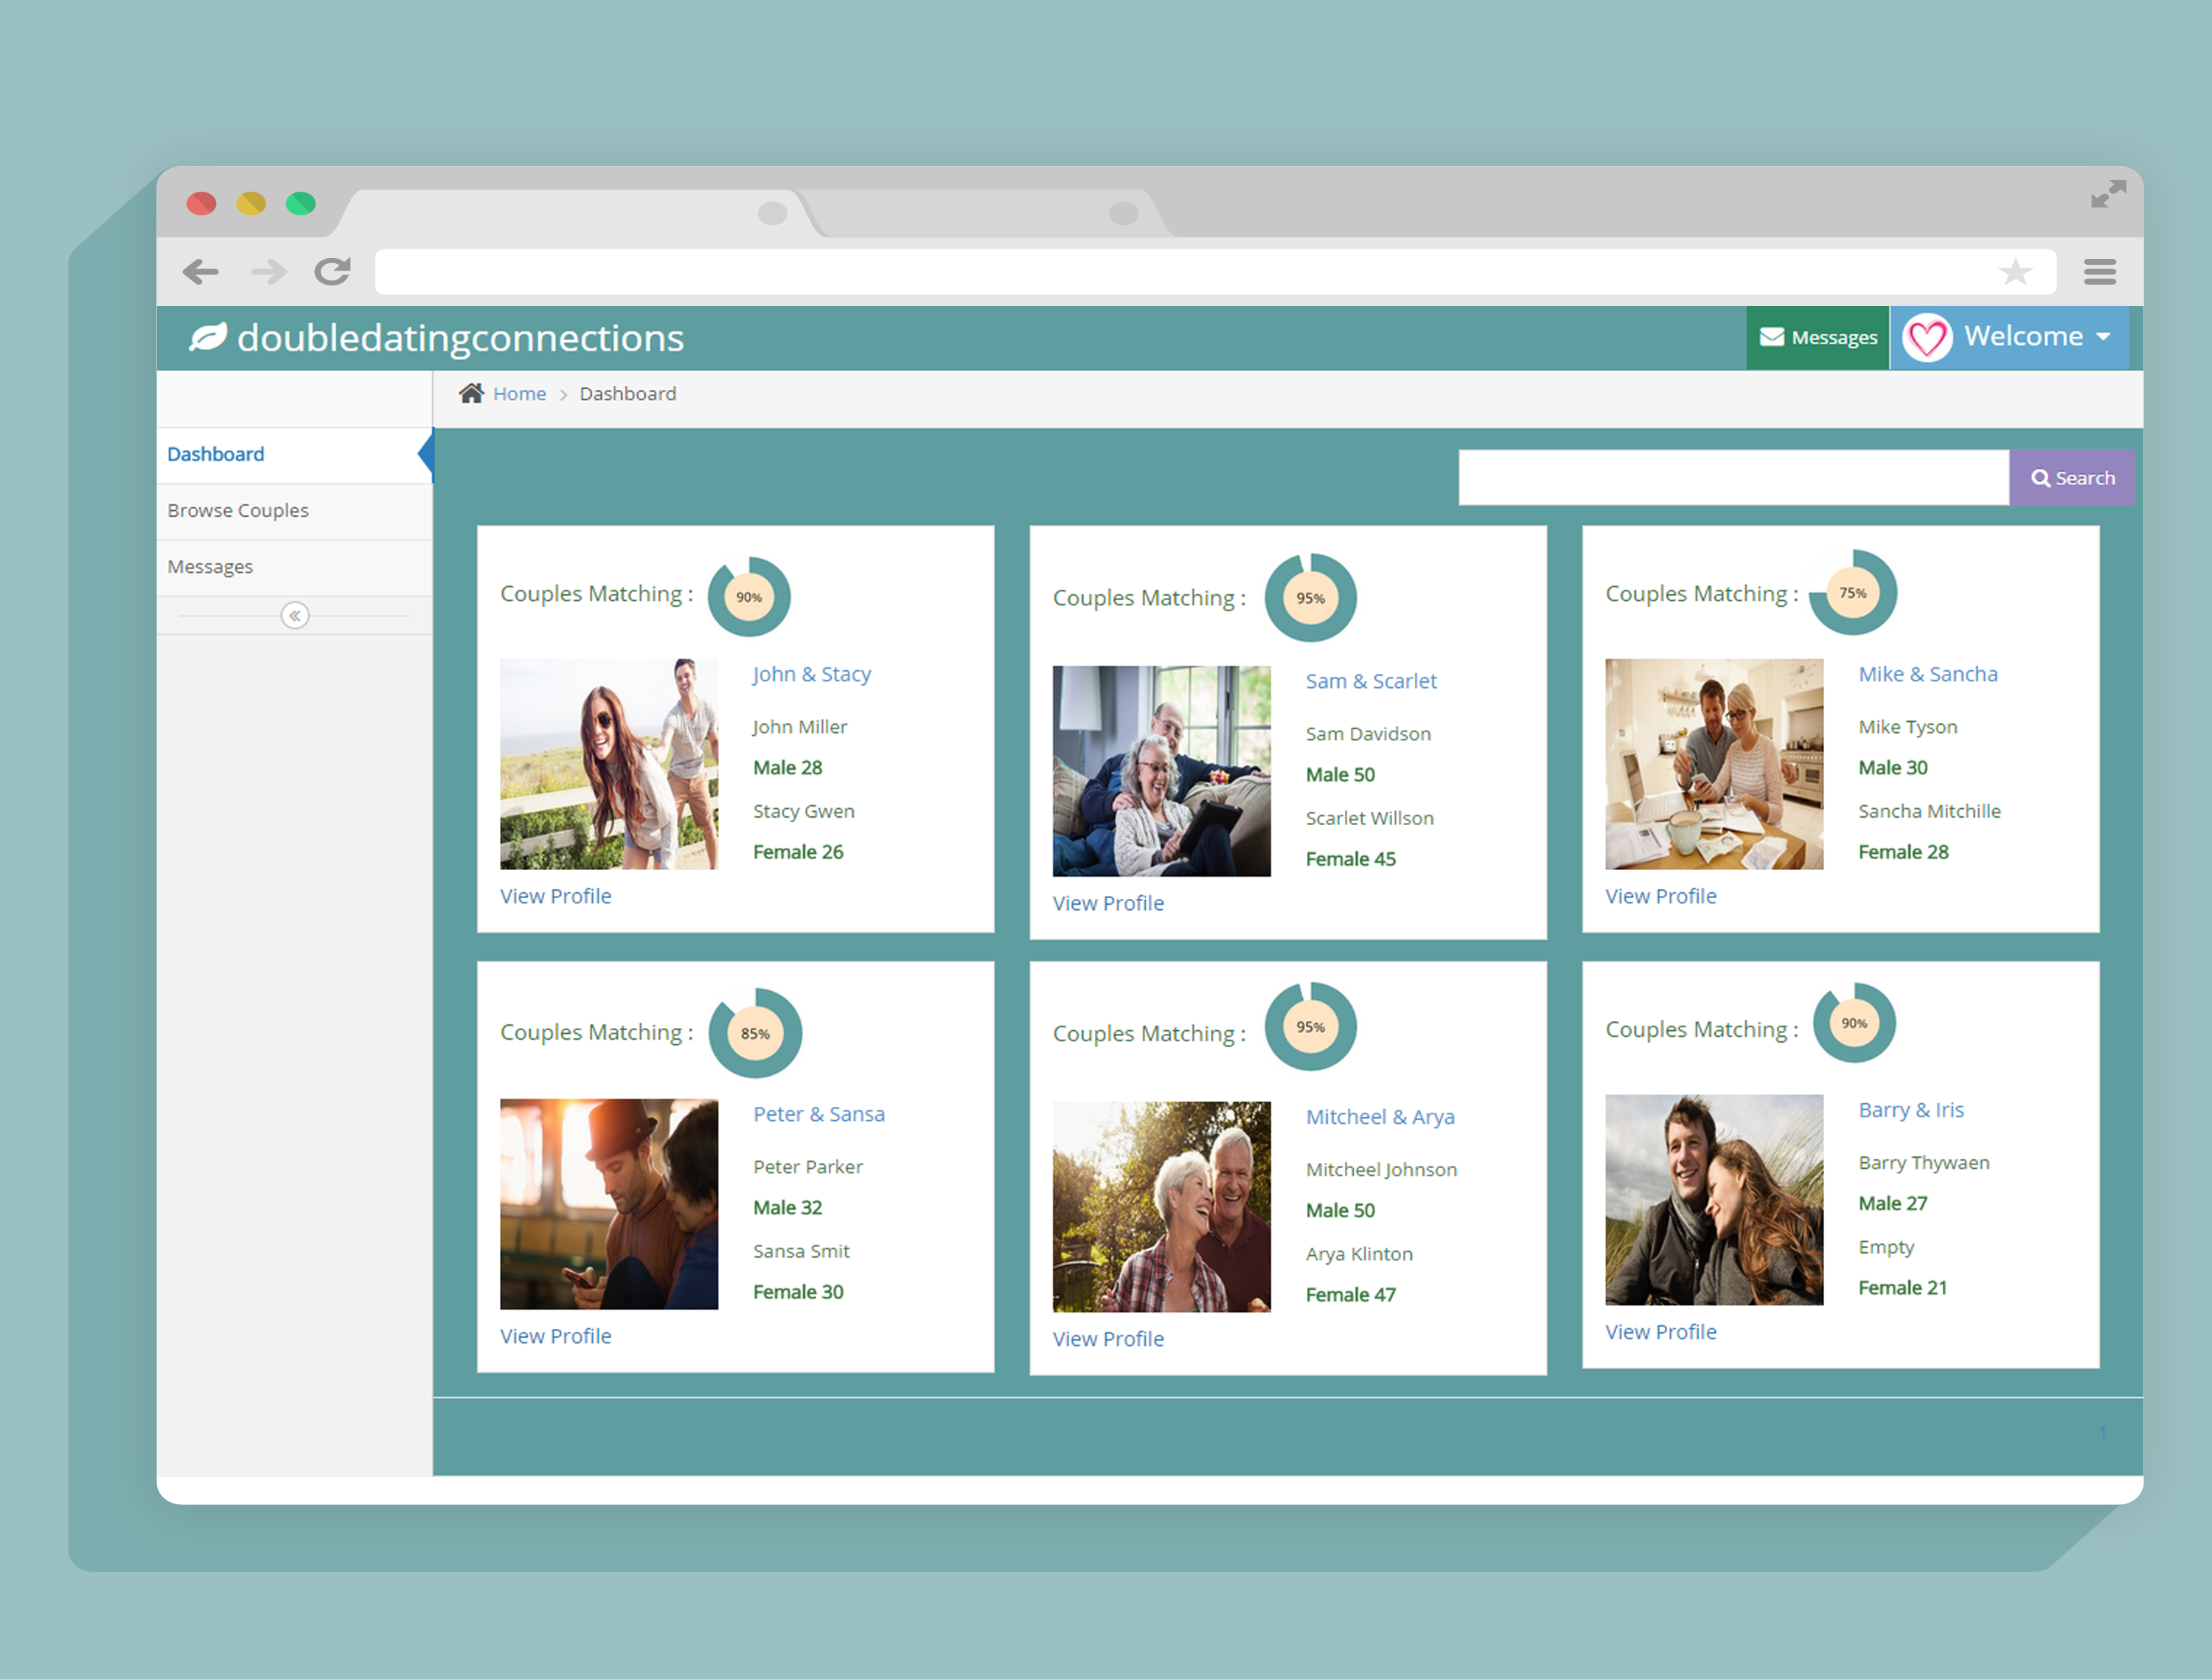 doubledatingconnections
Messages
Welcome
Home
Dashboard
Dashboard
Browse Couples
Messages
Search
Couples Matching :
90%
John & Stacy
John Miller
Male 28
Stacy Gwen
Female 26
View Profile
Couples Matching :
95%
Sam & Scarlet
Sam Davidson
Male 50
Scarlet Willson
Female 45
View Profile
Couples Matching :
75%
Mike & Sancha
Mike Tyson
Male 30
Sancha Mitchille
Female 28
View Profile
Couples Matching :
85%
Peter & Sansa
Peter Parker
Male 32
Sansa Smit
Female 30
View Profile
Couples Matching :
95%
Mitcheel & Arya
Mitcheel Johnson
Male 50
Arya Klinton
Female 47
View Profile
Couples Matching :
90%
Barry & Iris
Barry Thywaen
Male 27
Empty
Female 21
View Profile
1